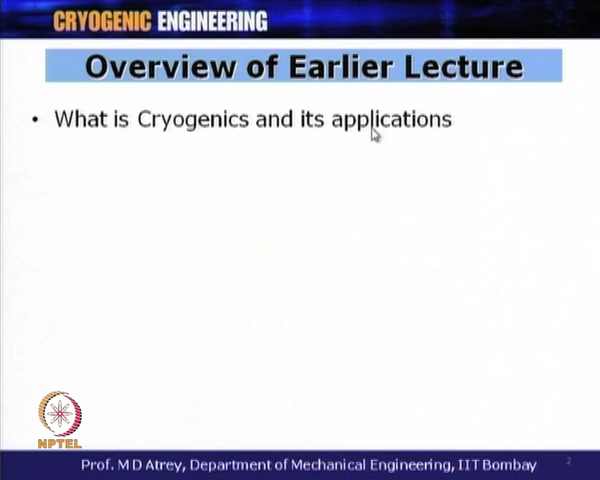 CRYOGENIC ENGINEERING
Overview of Earlier Lecture
• What is Cryogenics and its applications
NPTEL
Prof. M D Atrey, Department of Mechanical Engineering, IIT Bombay
2